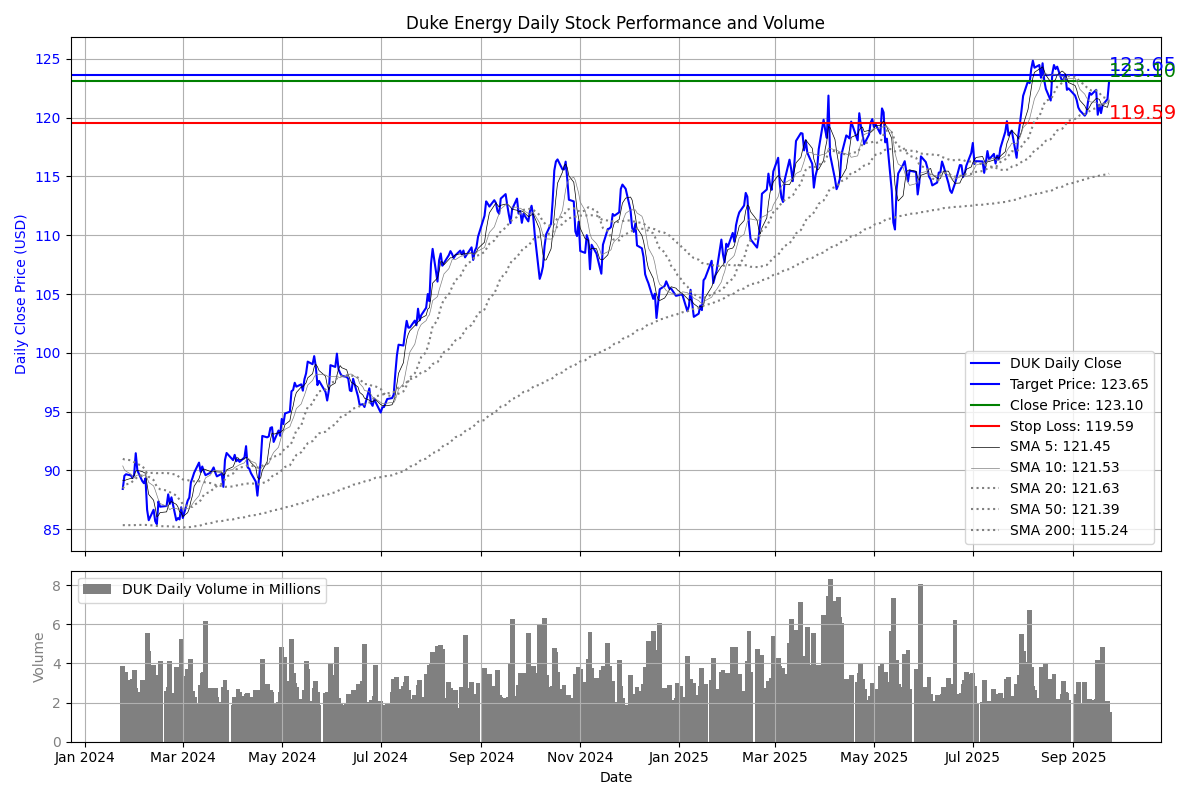 Duke Energy Daily Stock Performance and Volume
Daily Close Price (USD)
125
120
115
110
105
100
95
90
85
123.65
123.10
119.59
DUK Daily Close
Target Price: 123.65
Close Price: 123.10
Stop Loss: 119.59
SMA 5: 121.45
SMA 10: 121.53
SMA 20: 121.63
SMA 50: 121.39
SMA 200: 115.24
DUK Daily Volume in Millions
Volume
8
6
4
2
0
Jan 2024 Mar 2024 May 2024 Jul 2024 Sep 2024 Nov 2024 Jan 2025 Mar 2025 May 2025 Jul 2025 Sep 2025
Date